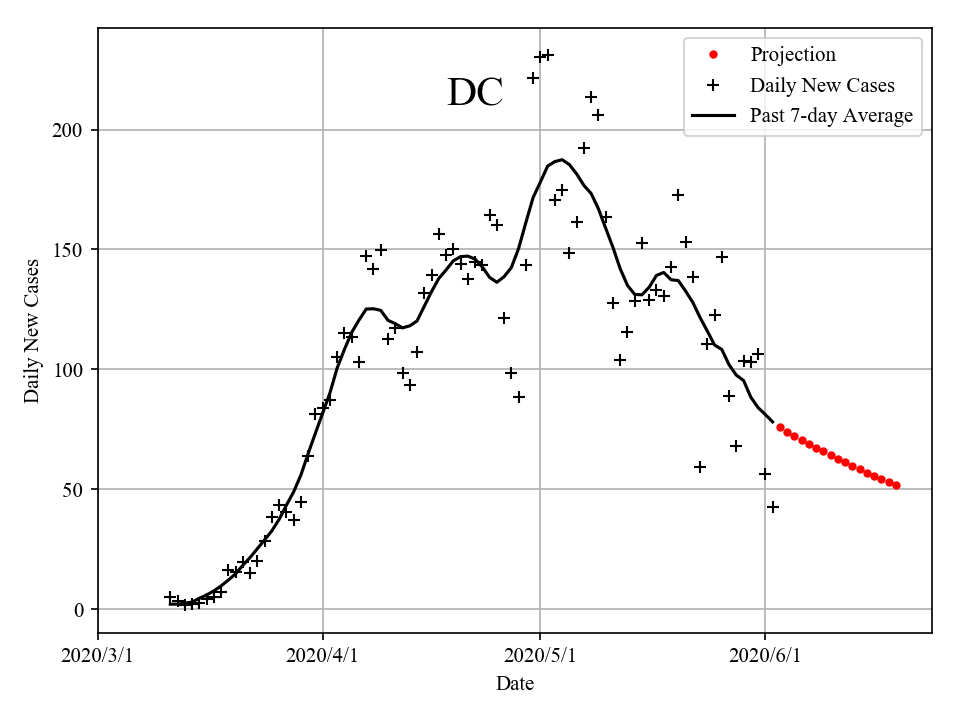 DC
Projection
Daily New Cases
Past 7-day Average
Daily New Cases
200
150
100
50
0
2020/3/1
2020/4/1
2020/5/1
2020/6/1
Date